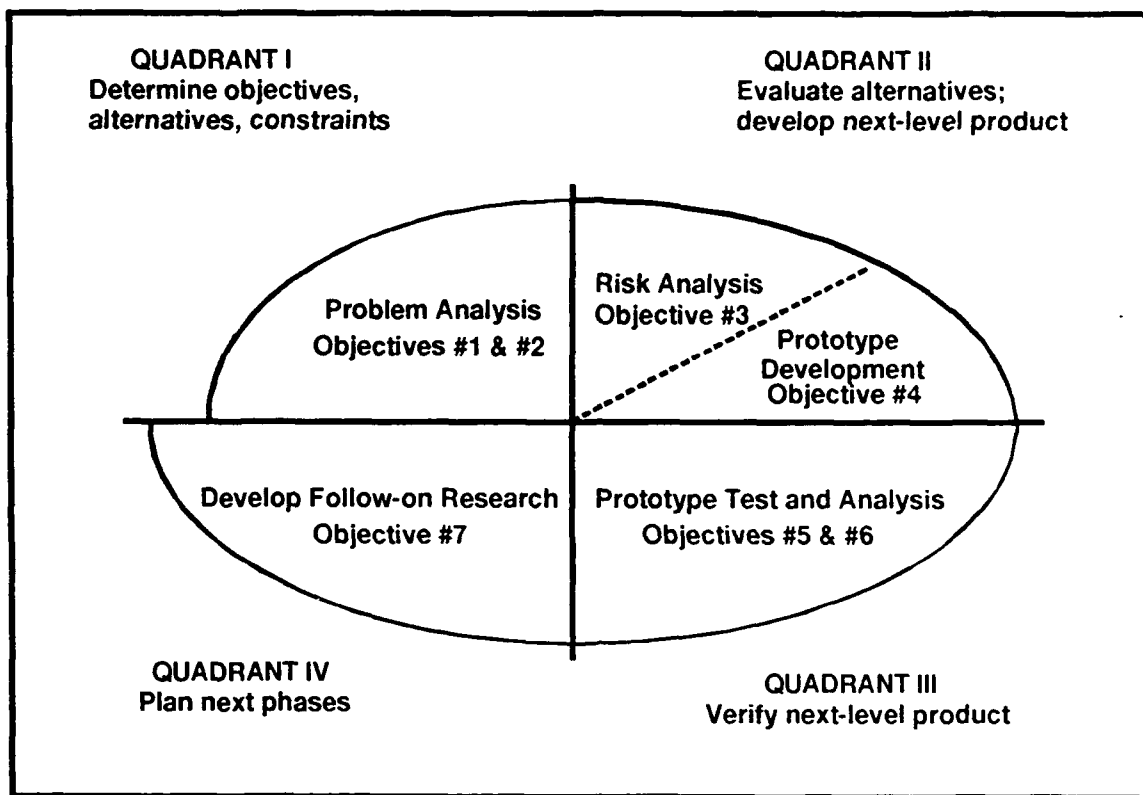 QUADRANT I
Determine objectives,
alternatives, constraints
QUADRANT II
Evaluate alternatives;
develop next-level product
Problem Analysis
Objectives #1 & #2
Risk Analysis
Objective #3
Prototype
Development
Objective #4
Develop Follow-on Research
Objective #7
Prototype Test and Analysis
Objectives #5 & #6
QUADRANT IV
Plan next phases
QUADRANT III
Verify next-level product